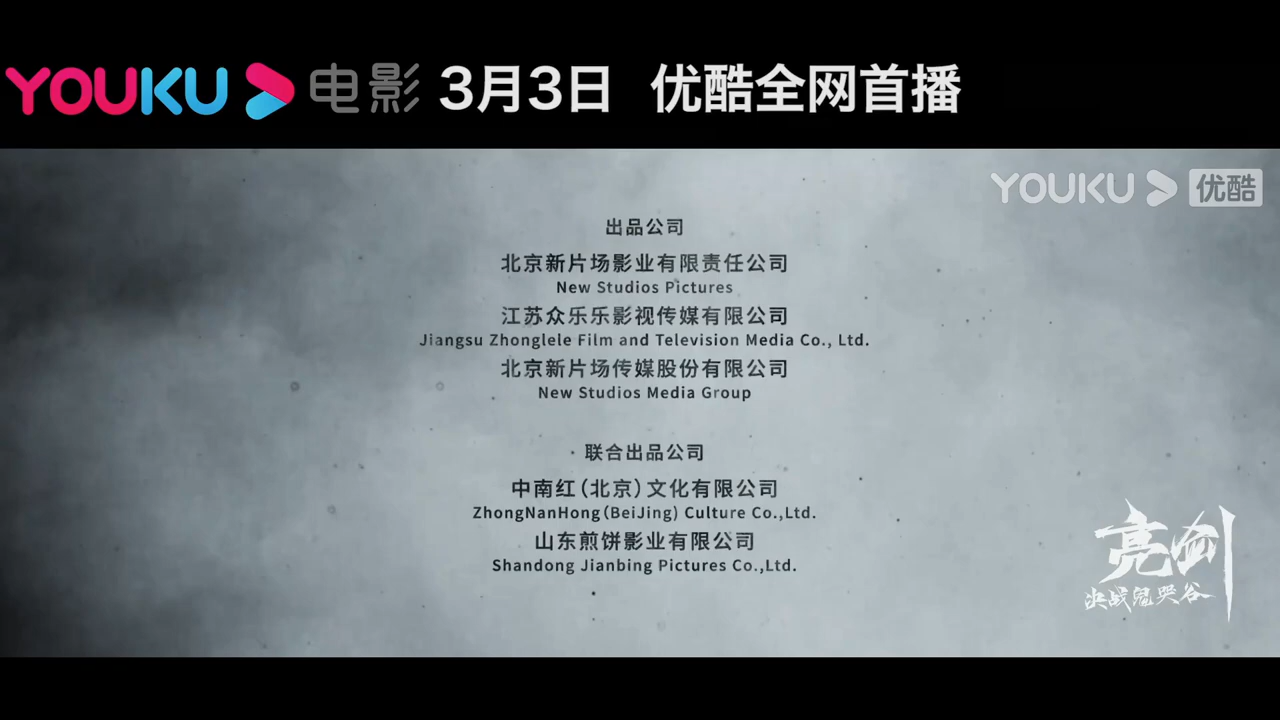 YOUKU 电影 3月3日 优酷全网首播
YOUKU 优酷
出品公司
北京新片场影业有限责任公司
New Studios Pictures
江苏众乐乐影视传媒有限公司
Jiangsu Zhonglele Film and Television Media Co., Ltd.
北京新片场传媒股份有限公司
New Studios Media Group
联合出品公司
中南红(北京)文化有限公司
ZhongNanHong(BeiJing) Culture Co.,Ltd.
山东煎饼影业有限公司
Shandong Jianbing Pictures Co.,Ltd.
亮剑
决战鬼哭谷